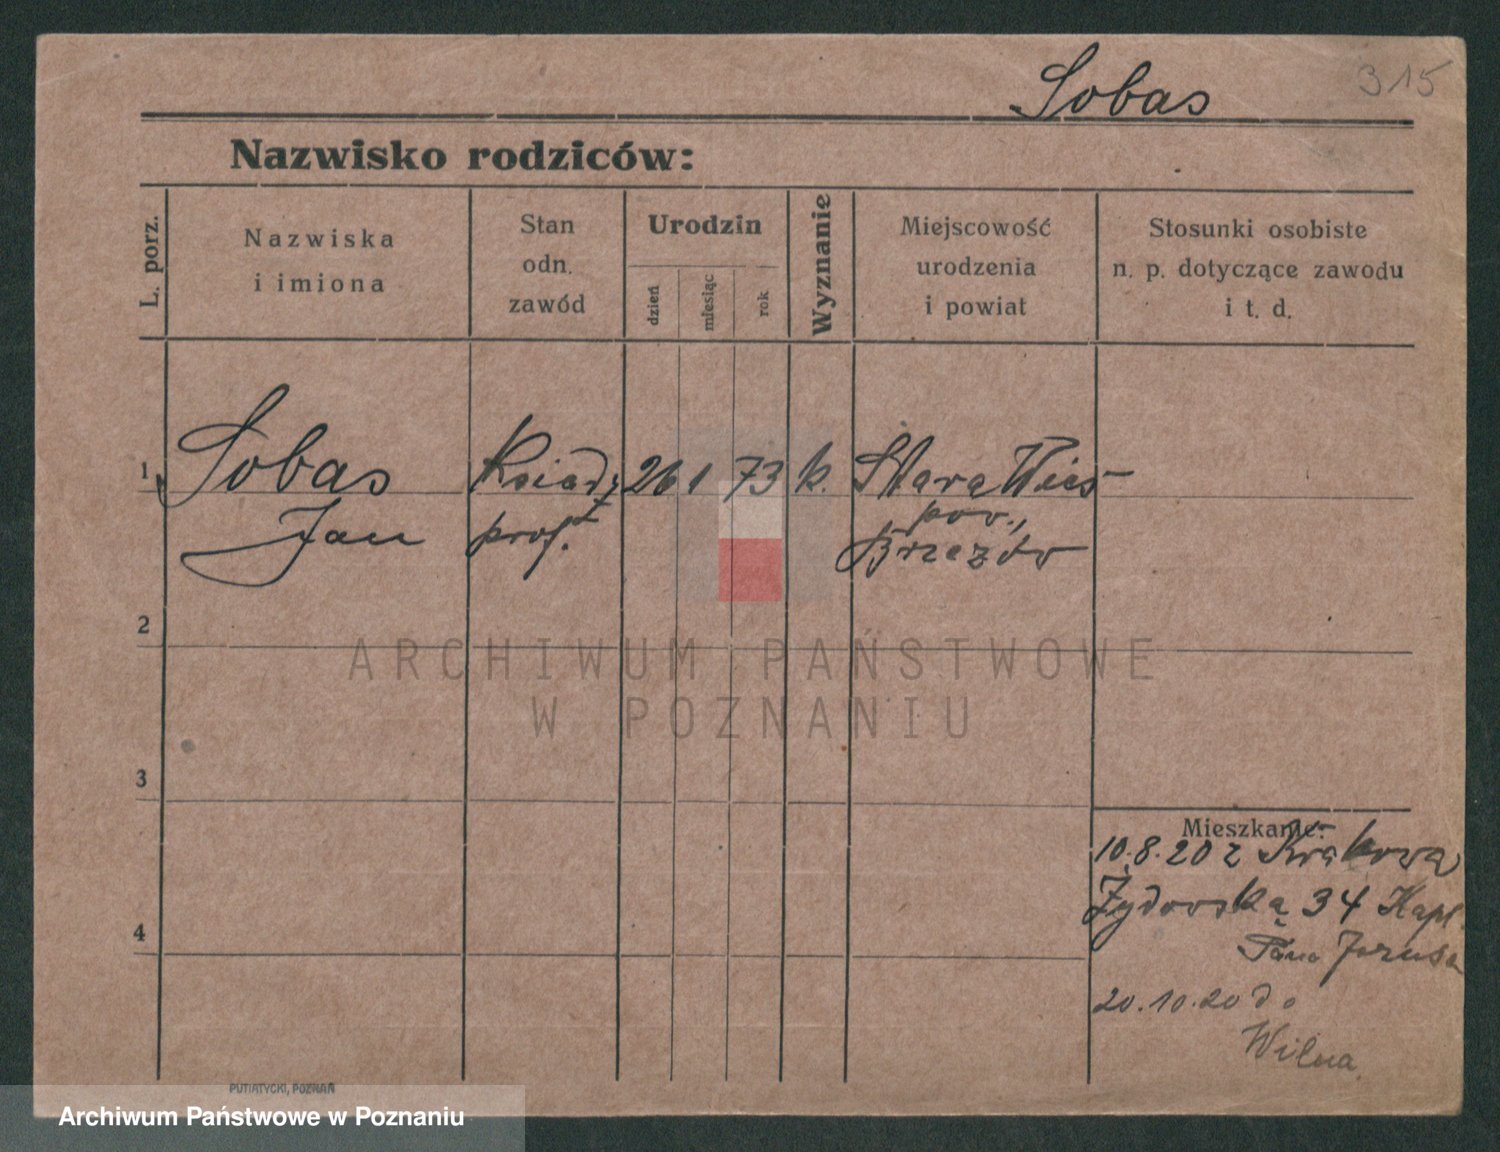 315
Sobas
Nazwisko rodziców:
L. porz.
Nazwiska
i imiona
Stan
odn.
zawód
Urodzin
dzień
miesiąc
rok
Wyznanie
Miejscowość
urodzenia
i powiat
Stosunki osobiste
n. p. dotyczące zawodu
i t. d.
1 Sobas Ksiądz 26 1 73 k. Stara Wieś
Jan prof. pow.
Brzozów
2
ARCHIWUM PAŃSTWOWE
W POZNANIU
3
Mieszkanie:
10.8.20 z Krakowa
Żydowska 34 Kapl.
Pana Jezusa
4
20.10.20 do
Wilna
PUTIATYCKI, POZNAŃ
Archiwum Państwowe w Poznaniu